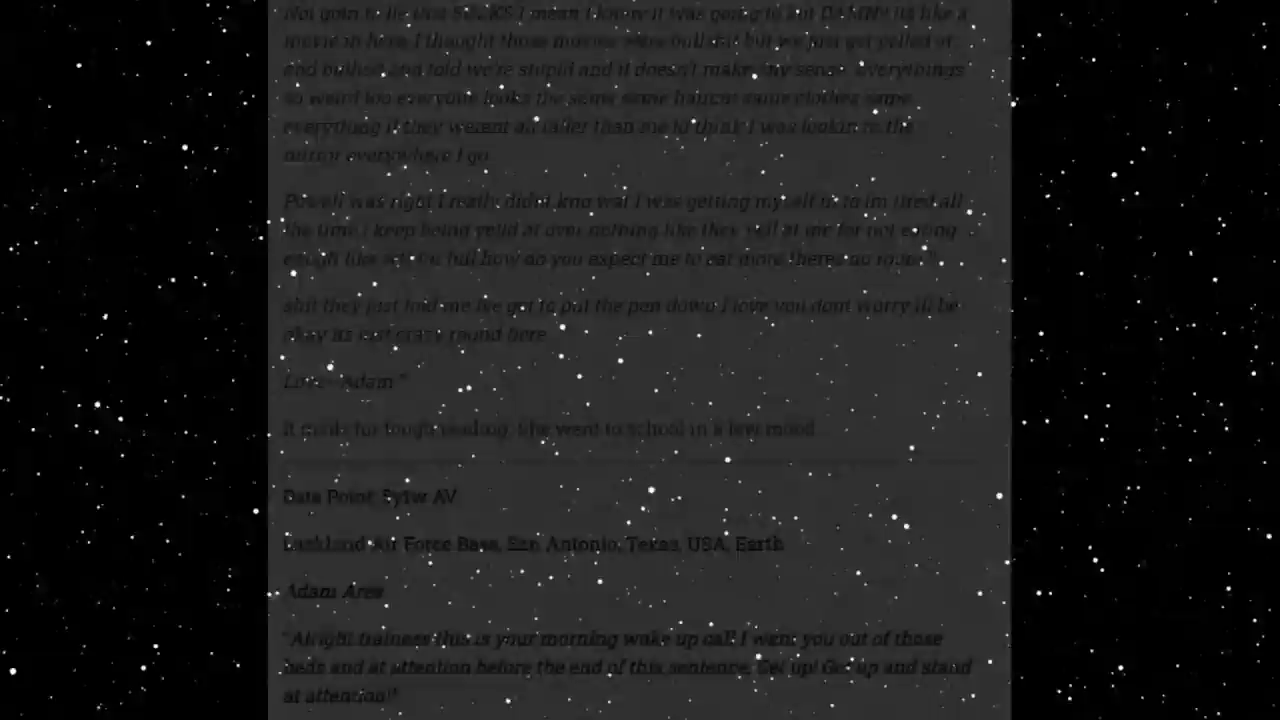 Not goin to lie that SUCKS I mean I knew it was going to but DAMN! its like a
movie in here I thought those movies were bullshit but we just get yelled at
and bullied and told we're stupid and it doesn't make any sense everythings
so weird too everyone looks the same same haircut same clothes same
everything if they werent all taller than me Id think I was lookin in the
mirror everywhere I go
Powell was right I really didnt kno wat I was getting myself in to im tired all
the time I keep being yelld at over nothing like they yell at me for not eating
enugh like let me full how do you expect me to eat more theres no room
shit they just told me ive got to put the pen down I love you dont worry ill be
okay its just crazy round here
Love~Adam"
It made for tough reading. She went to school in a low mood.
Data Point: 5y1w AV
Lackland Air Force Base, San Antonio, Texas, USA, Earth
Adam Ares
"Alright trainees this is your morning wake up call I want you out of those
beds and at attention before the end of this sentence. Get up! Get up and stand
at attention!"